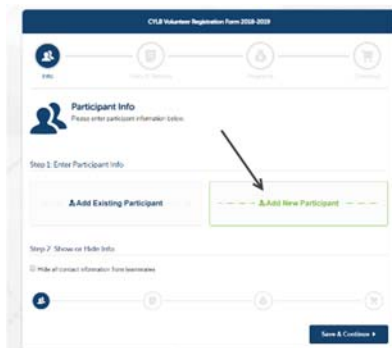 CYLB Volunteer Registration Form 2018-2019
Info
Participant Info
Please enter participant information below.
Step 1: Enter Participant Info
Add Existing Participant
Add New Participant
Step 2: Show or Hide Info
Hide all contact information from teammates
Save & Continue